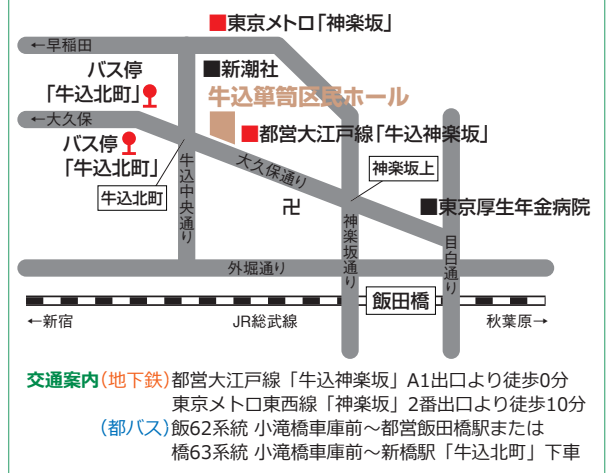 ■東京メトロ「神楽坂」
←早稲田
バス停
「牛込北町」
■新潮社
牛込箪笥区民ホール
←大久保
バス停
「牛込北町」
■都営大江戸線「牛込神楽坂」
大久保通り
神楽坂上
牛込北町
牛込中央通り
卍
■東京厚生年金病院
神楽坂通り
目白通り
外堀通り
飯田橋
←新宿
JR総武線
秋葉原→
交通案内(地下鉄)都営大江戸線「牛込神楽坂」A1出口より徒歩0分
東京メトロ東西線「神楽坂」2番出口より徒歩10分
(都バス)飯62系統 小滝橋車庫前～都営飯田橋駅または
橋63系統 小滝橋車庫前～新橋駅「牛込北町」下車